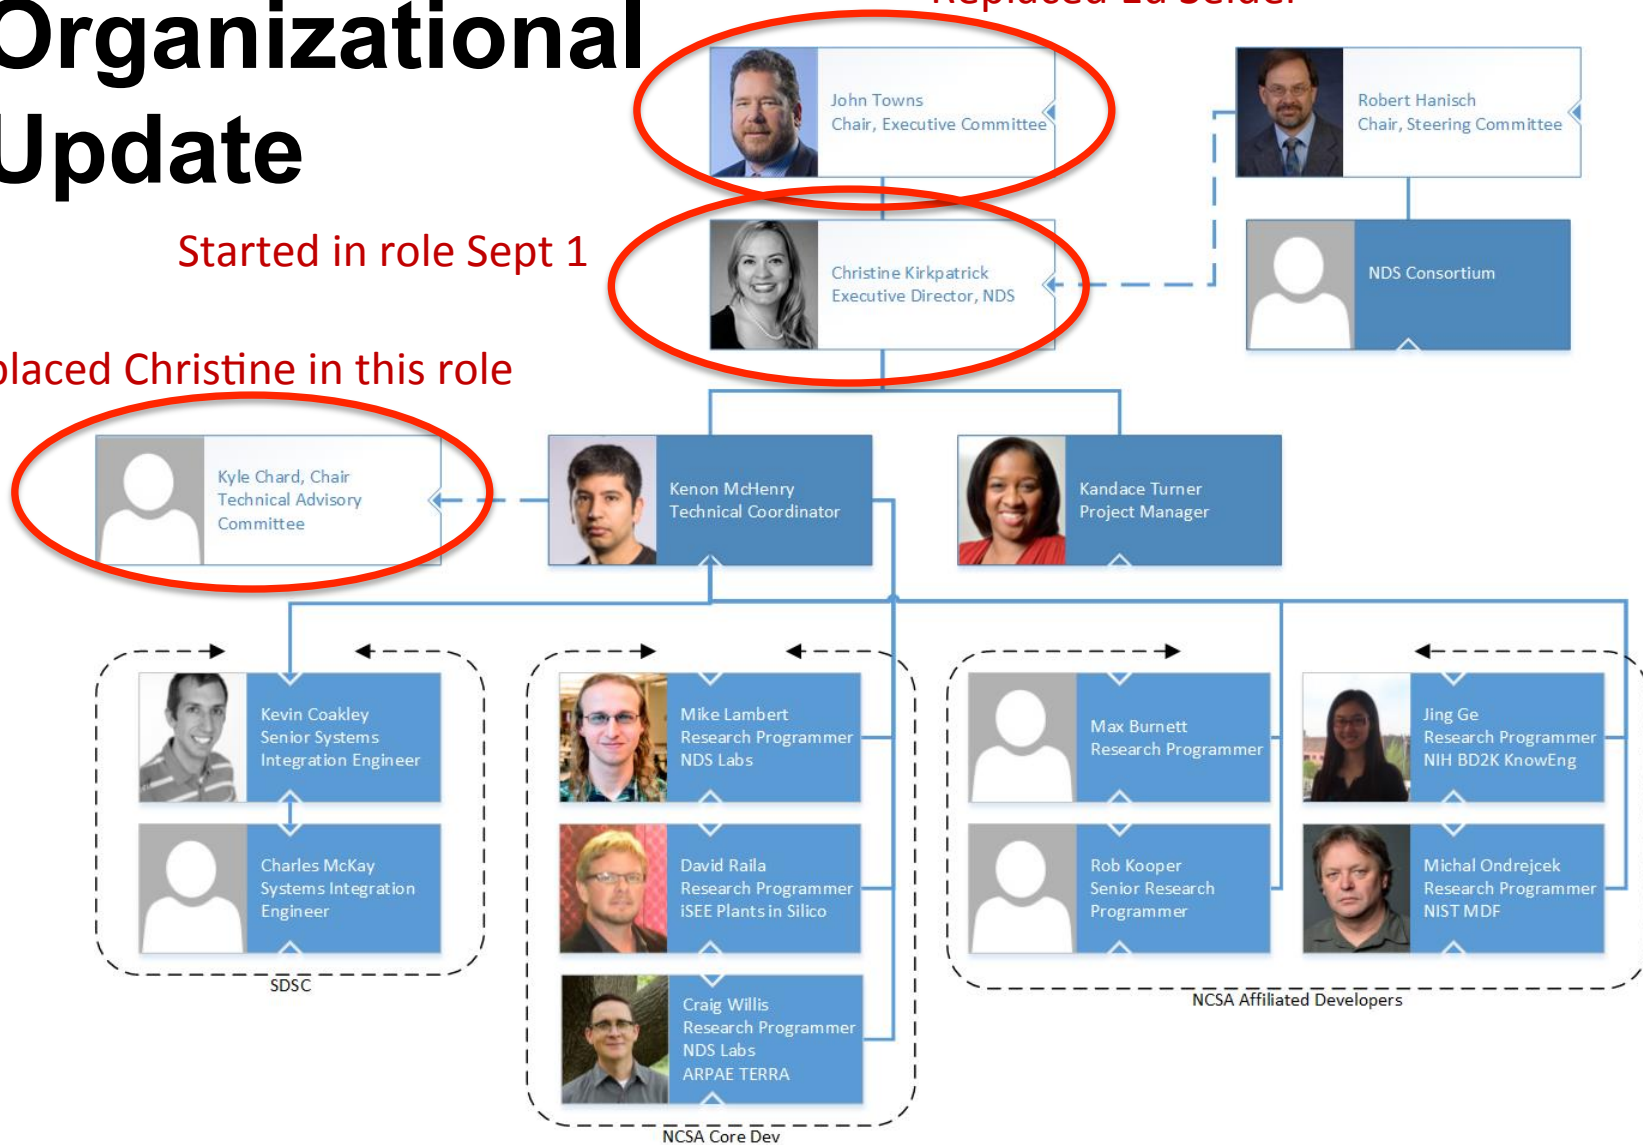 Organizational
Update
Replaced Ed Seidel
John Towns
Chair, Executive Committee
Robert Hanisch
Chair, Steering Committee
Started in role Sept 1
Christine Kirkpatrick
Executive Director, NDS
NDS Consortium
placed Christine in this role
Kyle Chard, Chair
Technical Advisory
Committee
Kenon McHenry
Technical Coordinator
Kandace Turner
Project Manager
Kevin Coakley
Senior Systems
Integration Engineer
Charles McKay
Systems Integration
Engineer
SDSC
Mike Lambert
Research Programmer
NDS Labs
David Raila
Research Programmer
iSEE Plants in Silico
Craig Willis
Research Programmer
NDS Labs
ARPAE TERRA
NCSA Core Dev
Max Burnett
Research Programmer
Jing Ge
Research Programmer
NIH BD2K KnowEng
Rob Kooper
Senior Research
Programmer
Michal Ondrejcek
Research Programmer
NIST MDF
NCSA Affiliated Developers